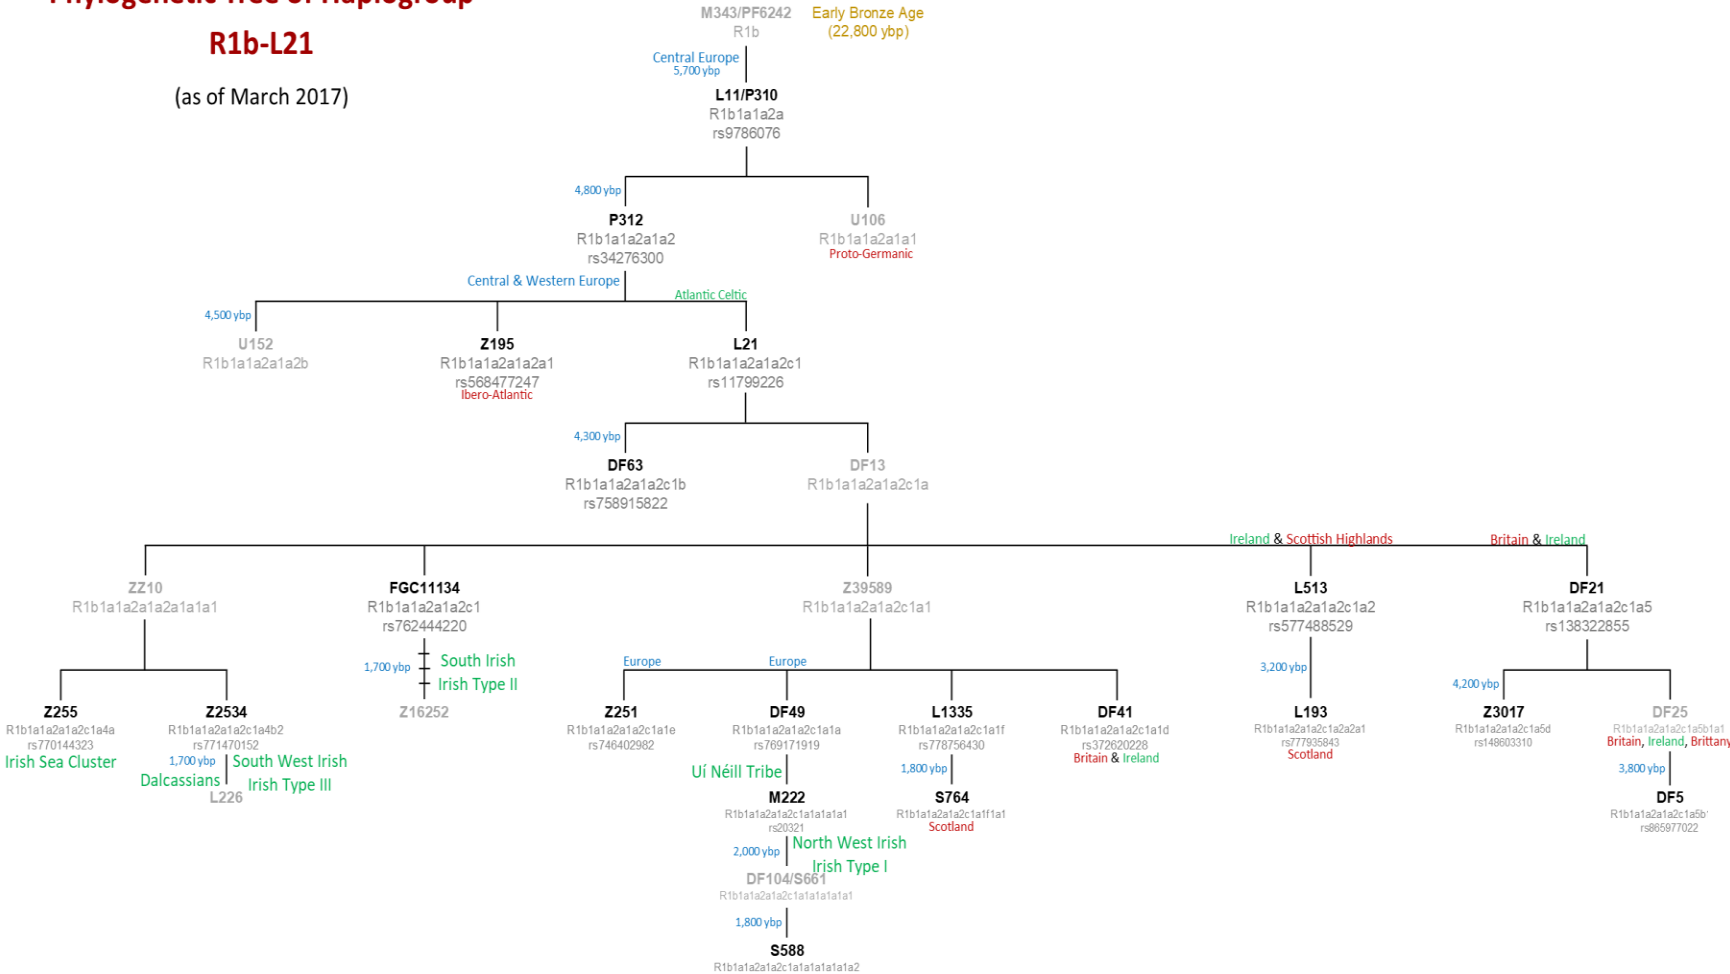 Phylogenetic Tree of Haplogroup
R1b-L21
(as of March 2017)
M343/PF6242
R1b
Early Bronze Age
(22,800 ybp)
Central Europe
5,700 ybp
L11/P310
R1b1a1a2a
rs9786076
4,800 ybp
P312
R1b1a1a2a1a2
rs34276300
U106
R1b1a1a2a1a1
Proto-Germanic
Central & Western Europe
Atlantic Celtic
4,500 ybp
U152
R1b1a1a2a1a2b
Z195
R1b1a1a2a1a2a1
rs568477247
Ibero-Atlantic
L21
R1b1a1a2a1a2c1
rs11799226
4,300 ybp
DF63
R1b1a1a2a1a2c1b
rs758915822
DF13
R1b1a1a2a1a2c1a
Ireland & Scottish Highlands
Britain & Ireland
ZZ10
R1b1a1a2a1a2a1a1a1
FGC11134
R1b1a1a2a1a2c1
rs762444220
Z39589
R1b1a1a2a1a2c1a1
L513
R1b1a1a2a1a2c1a2
rs577488529
DF21
R1b1a1a2a1a2c1a5
rs138322855
1,700 ybp
South Irish
Irish Type II
Z16252
Europe
Europe
3,200 ybp
4,200 ybp
Z255
R1b1a1a2a1a2c1a4a
rs770144323
Irish Sea Cluster
Z2534
R1b1a1a2a1a2c1a4b2
rs771470152
1,700 ybp
South West Irish
Dalcassians
Irish Type III
L226
Z251
R1b1a1a2a1a2c1a1e
rs746402982
DF49
R1b1a1a2a1a2c1a1a
rs769171919
L1335
R1b1a1a2a1a2c1a1f
rs778756430
DF41
R1b1a1a2a1a2c1a1d
rs372620228
Britain & Ireland
L193
R1b1a1a2a1a2c1a2a2a1
rs777935843
Scotland
Z3017
R1b1a1a2a1a2c1a5d
rs148603310
DF25
R1b1a1a2a1a2c1a5b1a1
Britain, Ireland, Brittany
Uí Néill Tribe
1,800 ybp
3,800 ybp
M222
R1b1a1a2a1a2c1a1a1a1a1
rs20321
S764
R1b1a1a2a1a2c1a1f1a1
Scotland
DF5
R1b1a1a2a1a2c1a5b'
rs865977022
2,000 ybp
North West Irish
Irish Type I
DF104/S661
R1b1a1a2a1a2c1a1a1a1a1a1
1,800 ybp
S588
R1b1a1a2a1a2c1a1a1a1a1a1a2